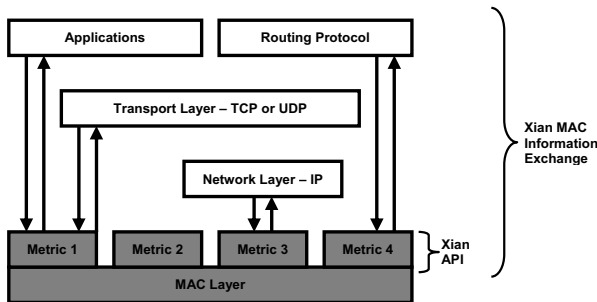 Applications
Routing Protocol
Transport Layer – TCP or UDP
Xian MAC
Information
Exchange
Network Layer – IP
Metric 1
Metric 2
Metric 3
Metric 4
Xian
API
MAC Layer